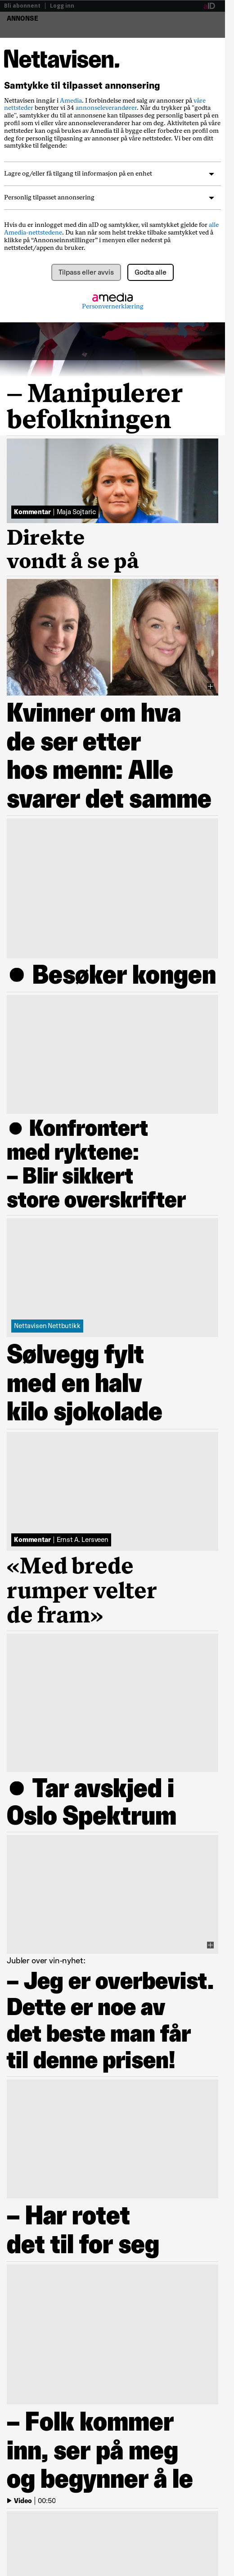 Bli abonnent | Logg inn
aID
ANNONSE
Nettavisen.
Samtykke til tilpasset annonsering
Nettavisen inngår i Amedia. I forbindelse med salg av annonser på våre
nettsteder benytter vi 34 annonseleverandører. Når du trykker på "godta
alle", samtykker du til at annonsene kan tilpasses deg personlig basert på en
profil som vi eller våre annonseleverandører har laget om deg. Aktivitet på våre
nettsteder kan også brukes av Amedia til å bygge eller forbedre en profil om
deg for personlig tilpasning av annonser på våre nettsteder. Vi ber om ditt
samtykke til følgende:
Lagre og/eller få tilgang til informasjon på en enhet
Personlig tilpasset annonsering
Hvis du er innlogget med din aID og samtykker, vil samtykket gjelde for alle
Amedia-nettstedene. Du kan når som helst trekke tilbake samtykket ved å
klikke på “Annonseinnstillinger” i menyen eller nederst på
nettstedet/appen du bruker.
Tilpass eller avvis
Godta alle
amedia
Personvernerklæring
– Manipulerer
befolkningen
Kommentar | Maja Sojtaric
Direkte
vondt å se på
Kvinner om hva
de ser etter
hos menn: Alle
svarer det samme
● Besøker kongen
● Konfrontert
med ryktene:
– Blir sikkert
store overskrifter
Nettavisen Nettbutikk
Sølvegg fylt
med en halv
kilo sjokolade
Kommentar | Ernst A. Lersveen
«Med brede
rumper velter
de fram»
● Tar avskjed i
Oslo Spektrum
Jubler over vin-nyhet:
– Jeg er overbevist.
Dette er noe av
det beste man får
til denne prisen!
– Har rotet
det til for seg
– Folk kommer
inn, ser på meg
og begynner å le
Video | 00:50